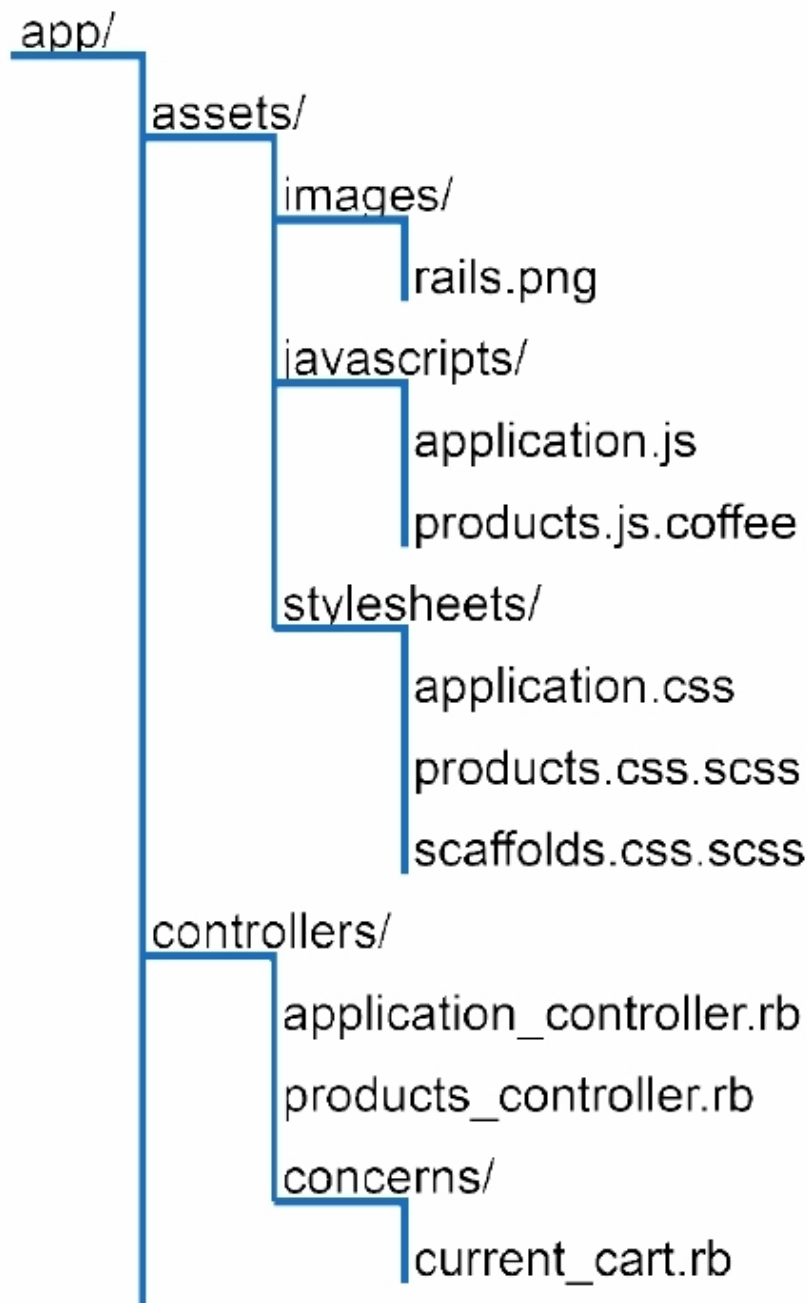 app/
assets/
images/
rails.png
javascripts/
application.js
products.js.coffee
stylesheets/
application.css
products.css.scss
scaffolds.css.scss
controllers/
application_controller.rb
products_controller.rb
concerns/
current_cart.rb